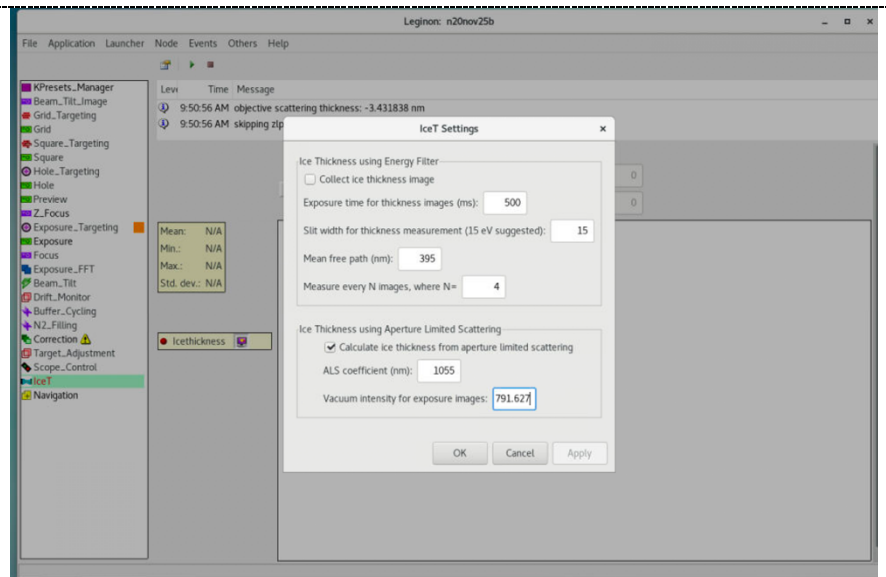 Leginon: n20nov25b
File Application Launcher Node Events Others Help
KPresets_Manager
Beam_Tilt_Image
Grid_Targeting
Grid
Square_Targeting
Square
Hole_Targeting
Hole
Preview
Z_Focus
Exposure_Targeting
Exposure
Focus
Exposure_FFT
Beam_Tilt
Drift_Monitor
Buffer_Cycling
N2_Filling
Correction
Target_Adjustment
Scope_Control
IceT
Navigation
Leve Time Message
9:50:56 AM objective scattering thickness: -3.431838 nm
9:50:56 AM skipping zlp
Mean: N/A
Min.: N/A
Max.: N/A
Std. dev.: N/A
Icethickness
0
0
IceT Settings
Ice Thickness using Energy Filter
Collect ice thickness image
Exposure time for thickness images (ms): 500
Slit width for thickness measurement (15 eV suggested): 15
Mean free path (nm): 395
Measure every N images, where N= 4
Ice Thickness using Aperture Limited Scattering
Calculate ice thickness from aperture limited scattering
ALS coefficient (nm): 1055
Vacuum intensity for exposure images: 791.627
OK Cancel Apply